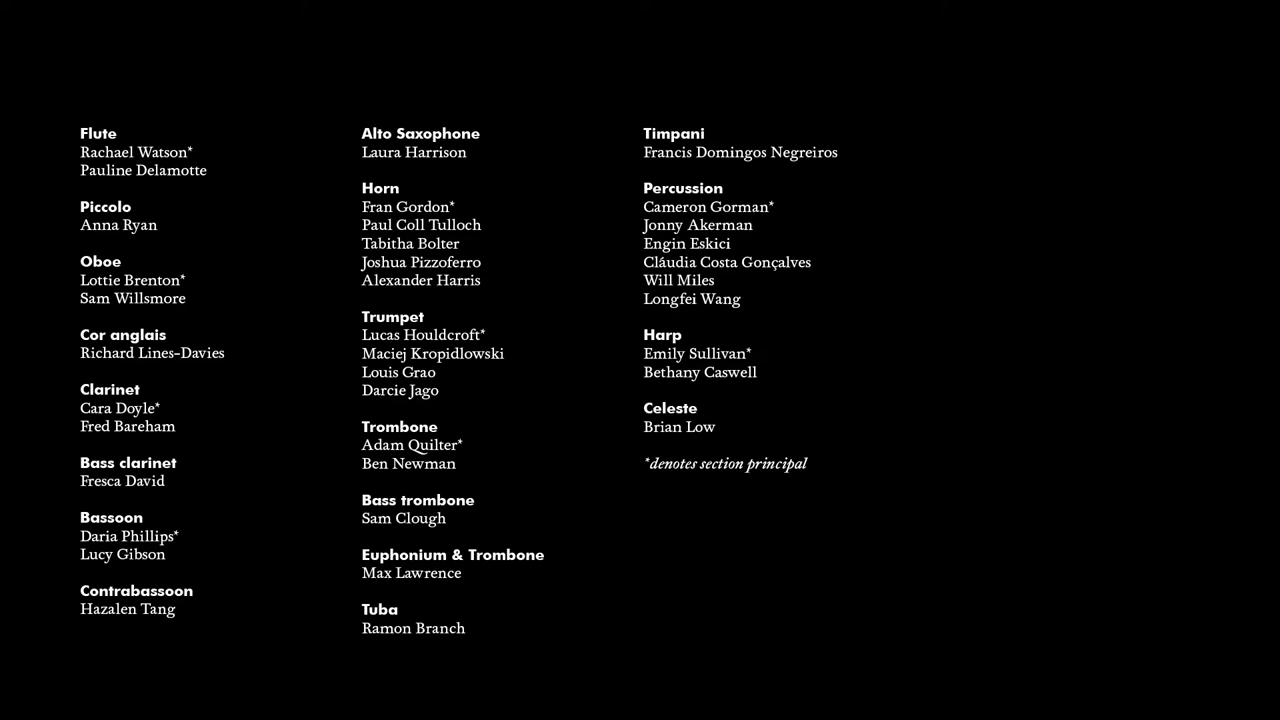 Flute
Rachael Watson*
Pauline Delamotte
Piccolo
Anna Ryan
Oboe
Lottie Brenton*
Sam Willsmore
Cor anglais
Richard Lines-Davies
Clarinet
Cara Doyle*
Fred Bareham
Bass clarinet
Fresca David
Bassoon
Daria Phillips*
Lucy Gibson
Contrabassoon
Hazalen Tang
Alto Saxophone
Laura Harrison
Horn
Fran Gordon*
Paul Coll Tulloch
Tabitha Bolter
Joshua Pizzoferro
Alexander Harris
Trumpet
Lucas Houldcroft*
Maciej Kropidlowski
Louis Grao
Darcie Jago
Trombone
Adam Quilter*
Ben Newman
Bass trombone
Sam Clough
Euphonium & Trombone
Max Lawrence
Tuba
Ramon Branch
Timpani
Francis Domingos Negreiros
Percussion
Cameron Gorman*
Jonny Akerman
Engin Eskici
Cláudia Costa Gonçalves
Will Miles
Longfei Wang
Harp
Emily Sullivan*
Bethany Caswell
Celeste
Brian Low
*denotes section principal